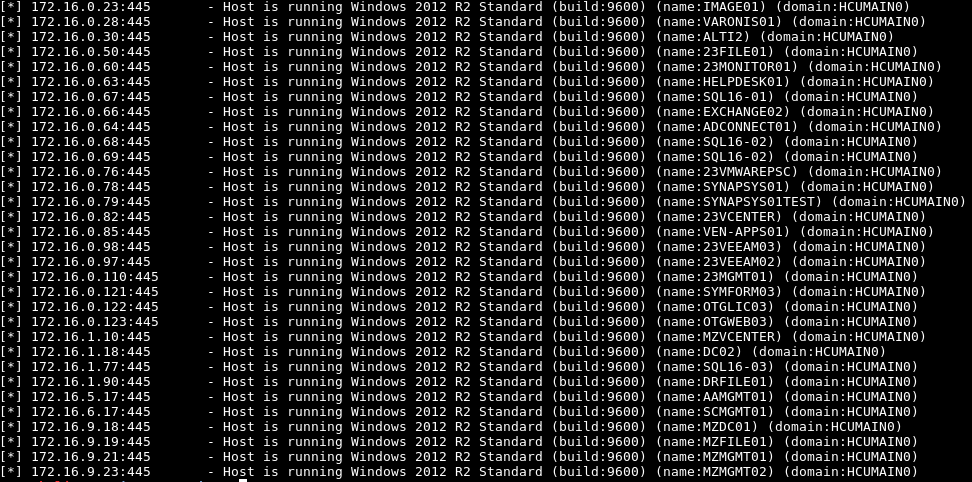 [*] 172.16.0.23:445 - Host is running Windows 2012 R2 Standard (build:9600) (name:IMAGE01) (domain:HCUMAIN0)
[*] 172.16.0.28:445 - Host is running Windows 2012 R2 Standard (build:9600) (name:VARONIS01) (domain:HCUMAIN0)
[*] 172.16.0.30:445 - Host is running Windows 2012 R2 Standard (build:9600) (name:ALTI2) (domain:HCUMAIN0)
[*] 172.16.0.50:445 - Host is running Windows 2012 R2 Standard (build:9600) (name:23FILE01) (domain:HCUMAIN0)
[*] 172.16.0.60:445 - Host is running Windows 2012 R2 Standard (build:9600) (name:23MONITOR01) (domain:HCUMAIN0)
[*] 172.16.0.63:445 - Host is running Windows 2012 R2 Standard (build:9600) (name:HELPDESK01) (domain:HCUMAIN0)
[*] 172.16.0.67:445 - Host is running Windows 2012 R2 Standard (build:9600) (name:SQL16-01) (domain:HCUMAIN0)
[*] 172.16.0.66:445 - Host is running Windows 2012 R2 Standard (build:9600) (name:EXCHANGE02) (domain:HCUMAIN0)
[*] 172.16.0.64:445 - Host is running Windows 2012 R2 Standard (build:9600) (name:ADCONNECT01) (domain:HCUMAIN0)
[*] 172.16.0.68:445 - Host is running Windows 2012 R2 Standard (build:9600) (name:SQL16-02) (domain:HCUMAIN0)
[*] 172.16.0.69:445 - Host is running Windows 2012 R2 Standard (build:9600) (name:SQL16-02) (domain:HCUMAIN0)
[*] 172.16.0.76:445 - Host is running Windows 2012 R2 Standard (build:9600) (name:23VMWAREPSC) (domain:HCUMAIN0)
[*] 172.16.0.78:445 - Host is running Windows 2012 R2 Standard (build:9600) (name:SYNAPSYS01) (domain:HCUMAIN0)
[*] 172.16.0.79:445 - Host is running Windows 2012 R2 Standard (build:9600) (name:SYNAPSYS01TEST) (domain:HCUMAIN0)
[*] 172.16.0.82:445 - Host is running Windows 2012 R2 Standard (build:9600) (name:23VCENTER) (domain:HCUMAIN0)
[*] 172.16.0.85:445 - Host is running Windows 2012 R2 Standard (build:9600) (name:VEN-APPS01) (domain:HCUMAIN0)
[*] 172.16.0.98:445 - Host is running Windows 2012 R2 Standard (build:9600) (name:23VEEAM03) (domain:HCUMAIN0)
[*] 172.16.0.97:445 - Host is running Windows 2012 R2 Standard (build:9600) (name:23VEEAM02) (domain:HCUMAIN0)
[*] 172.16.0.110:445 - Host is running Windows 2012 R2 Standard (build:9600) (name:23MGMT01) (domain:HCUMAIN0)
[*] 172.16.0.121:445 - Host is running Windows 2012 R2 Standard (build:9600) (name:SYMFORM03) (domain:HCUMAIN0)
[*] 172.16.0.122:445 - Host is running Windows 2012 R2 Standard (build:9600) (name:OTGLIC03) (domain:HCUMAIN0)
[*] 172.16.0.123:445 - Host is running Windows 2012 R2 Standard (build:9600) (name:OTGWEB03) (domain:HCUMAIN0)
[*] 172.16.1.10:445 - Host is running Windows 2012 R2 Standard (build:9600) (name:MZVCENTER) (domain:HCUMAIN0)
[*] 172.16.1.18:445 - Host is running Windows 2012 R2 Standard (build:9600) (name:DC02) (domain:HCUMAIN0)
[*] 172.16.1.77:445 - Host is running Windows 2012 R2 Standard (build:9600) (name:SQL16-03) (domain:HCUMAIN0)
[*] 172.16.1.90:445 - Host is running Windows 2012 R2 Standard (build:9600) (name:DRFILE01) (domain:HCUMAIN0)
[*] 172.16.5.17:445 - Host is running Windows 2012 R2 Standard (build:9600) (name:AAMGMT01) (domain:HCUMAIN0)
[*] 172.16.6.17:445 - Host is running Windows 2012 R2 Standard (build:9600) (name:SCMGMT01) (domain:HCUMAIN0)
[*] 172.16.9.18:445 - Host is running Windows 2012 R2 Standard (build:9600) (name:MZDC01) (domain:HCUMAIN0)
[*] 172.16.9.19:445 - Host is running Windows 2012 R2 Standard (build:9600) (name:MZFILE01) (domain:HCUMAIN0)
[*] 172.16.9.21:445 - Host is running Windows 2012 R2 Standard (build:9600) (name:MZMGMT01) (domain:HCUMAIN0)
[*] 172.16.9.23:445 - Host is running Windows 2012 R2 Standard (build:9600) (name:MZMGMT02) (domain:HCUMAIN0)